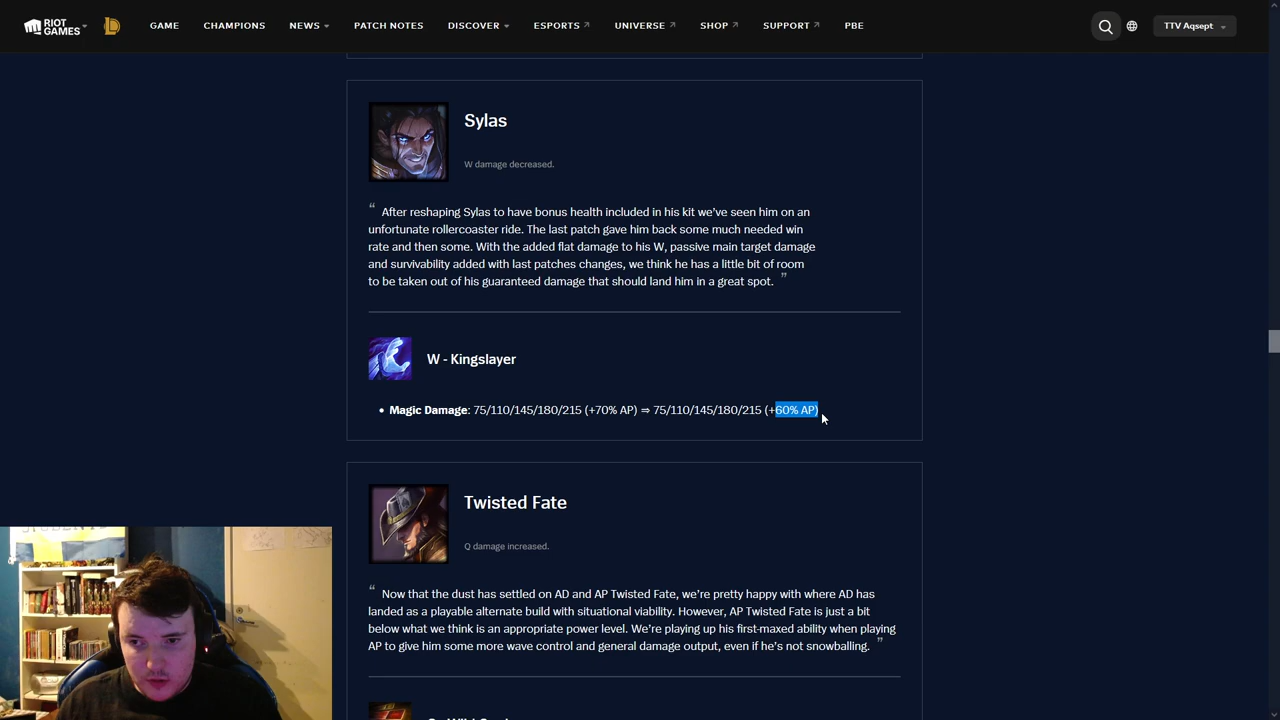 RIOT GAMES
GAME CHAMPIONS NEWS PATCH NOTES DISCOVER ESPORTS UNIVERSE SHOP SUPPORT PBE TTV Aqsept
Sylas
W damage decreased.
“ After reshaping Sylas to have bonus health included in his kit we’ve seen him on an
unfortunate rollercoaster ride. The last patch gave him back some much needed win
rate and then some. With the added flat damage to his W, passive main target damage
and survivability added with last patches changes, we think he has a little bit of room
to be taken out of his guaranteed damage that should land him in a great spot. ”
W - Kingslayer
• Magic Damage: 75/110/145/180/215 (+70% AP) ⇒ 75/110/145/180/215 (+60% AP)
Twisted Fate
Q damage increased.
“ Now that the dust has settled on AD and AP Twisted Fate, we’re pretty happy with where AD has
landed as a playable alternate build with situational viability. However, AP Twisted Fate is just a bit
below what we think is an appropriate power level. We’re playing up his first-maxed ability when playing
AP to give him some more wave control and general damage output, even if he’s not snowballing. ”